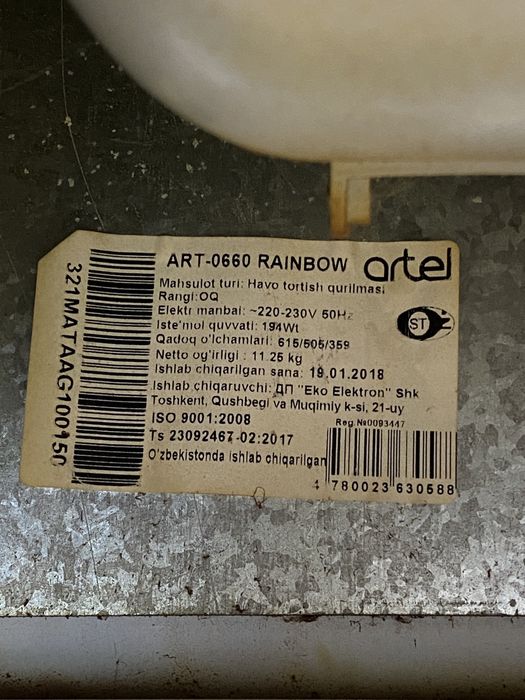 ART-0660 RAINBOW artel
Mahsulot turi: Havo tortish qurilmasi
Rangi:OQ
Elektr manbai: ~220-230V 50Hz
Iste'mol quvvati: 194Wt
Qadoq o'lchamlari: 615/505/359
Netto og'irligi : 11.25 kg
Ishlab chiqarilgan sana: 19.01.2018
Ishlab chiqaruvchi: ДП "Eko Elektron" Shk
Toshkent, Qushbegi va Muqimiy k-si, 21-uy
ISO 9001:2008
Reg.№0093447
Ts 23092467-02:2017
O'zbekistonda ishlab chiqarilgan
4 780023 630588
ST
321MATAAG100150